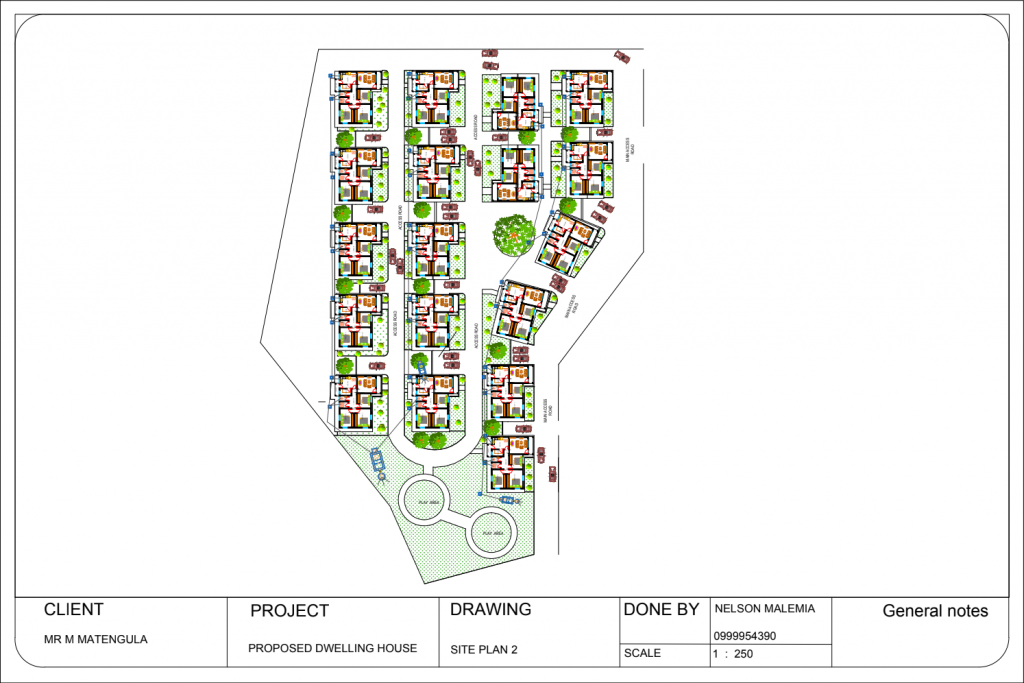 ACCESS ROAD
MAIN ACCESS
ROAD
ACCESS ROAD
MAIN ACCESS
ROAD
ACCESS ROAD
ACCESS ROAD
MAIN ACCESS
ROAD
PLAY AREA
PLAY AREA
CLIENT
MR M MATENGULA
PROJECT
PROPOSED DWELLING HOUSE
DRAWING
SITE PLAN 2
DONE BY
NELSON MALEMIA
0999954390
SCALE
1 : 250
General notes